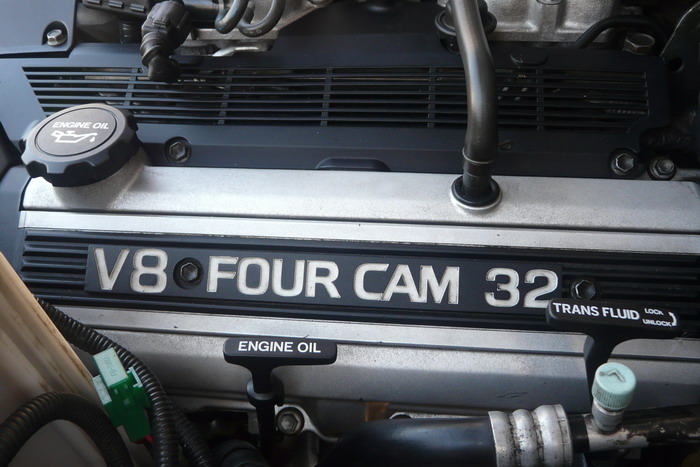 ENGINE OIL
V8 FOUR CAM 32
TRANS FLUID LOCK
UNLOCK
ENGINE OIL